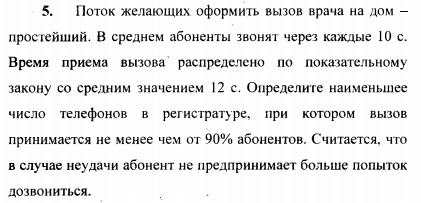 5. Поток желающих оформить вызов врача на дом –
простейший. В среднем абоненты звонят через каждые 10 с.
Время приема вызова распределено по показательному
закону со средним значением 12 с. Определите наименьшее
число телефонов в регистратуре, при котором вызов
принимается не менее чем от 90% абонентов. Считается, что
в случае неудачи абонент не предпринимает больше попыток
дозвониться.